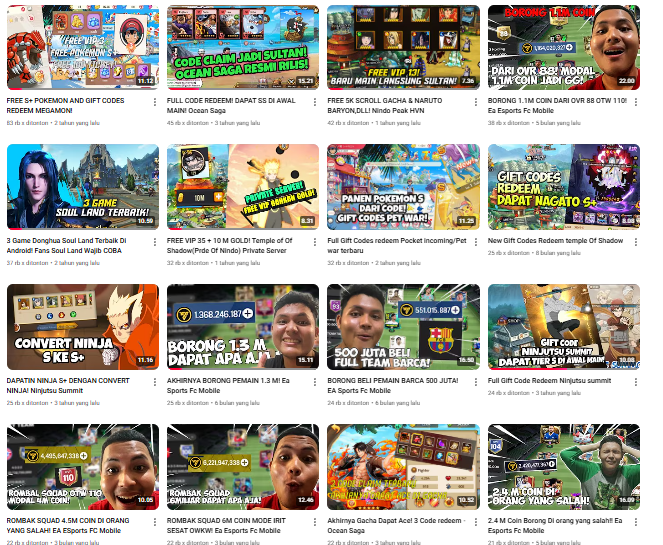 FREE VIP 3
FREE POKEMON S+
11.12
FREE S+ POKEMON AND GIFT CODES
REDEEM MEGAMON!
83 rb x ditonton • 2 tahun yang lalu
CODE CLAIM JADI SULTAN!
OCEAN SAGA RESMI RILIS!
15.21
FULL CODE REDEEM! DAPAT SS DI AWAL
MAIN! Ocean Saga
45 rb x ditonton • 3 tahun yang lalu
FREE VIP 13!
BARU MAIN LANGSUNG SULTAN!
7.36
FREE 5K SCROLL GACHA & NARUTO
BARYON,DLL! Nindo Peak HVN
42 rb x ditonton • 1 tahun yang lalu
BORONG 1.1M COIN
1,184,020,327
DARI OVR 88! MODAL
1.1M COIN JADI GG!
22.00
BORONG 1.1M COIN DARI OVR 88 OTW 110!
Ea Esports Fc Mobile
38 rb x ditonton • 5 bulan yang lalu
3 GAME
SOUL LAND TERBAIK!
10.59
3 Game Donghua Soul Land Terbaik Di
Android! Fans Soul Land Wajib COBA
37 rb x ditonton • 2 tahun yang lalu
10M
PRIVATE SERVER!
FREE VIP
8.31
FREE VIP 35 + 10 M GOLD! Temple of Of
Shadow(Prde Of Nindo) Private Server
32 rb x ditonton • 1 tahun yang lalu
PANEN POKEMON S
DARI CODE!
GIFT CODES PET WAR!
11.25
Full Gift Codes redeem Pocket Incoming/Pet
war terbaru
32 rb x ditonton • 2 tahun yang lalu
GIFT CODES
REDEEM
DAPAT NAGATO S+
8.08
New Gift Codes Redeem temple Of Shadow
25 rb x ditonton • 8 bulan yang lalu
CONVERT NINJA
S KE S+
11.16
DAPATIN NINJA S+ DENGAN CONVERT
NINJA! Ninjutsu Summit
25 rb x ditonton • 3 tahun yang lalu
1,368,246,187
BORONG 1.3 M
DAPAT APA AJA
15.11
AKHIRNYA BORONG PEMAIN 1.3 M! Ea
Sports Fc Mobile
25 rb x ditonton • 6 bulan yang lalu
551,015,887
500 JUTA BELI
FULL TEAM BARCA!
16.50
BORONG BELI PEMAIN BARCA 500 JUTA!
EA Sports FC Mobile
24 rb x ditonton • 6 bulan yang lalu
GIFT CODE
NINJUTSU SUMMIT
DAPAT TIER S DI AWAL MAIN!
10.08
Full Gift Code Redeem Ninjutsu summit
24 rb x ditonton • 3 tahun yang lalu
4,495,647,338
110
ROMBAK SQUAD OTW 110
MODAL 4M COIN!
10.05
ROMBAK SQUAD 4.5M COIN DI ORANG
YANG SALAH! EA Esports FC Mobile
22 rb x ditonton • 3 bulan yang lalu
6,221,947,338
ROMBAK SQUAD
DAPAT APA AJA!
12.46
ROMBAK SQUAD 6M COIN MODE IRIT
SESAT OWKW! Ea Esports Fc Mobile
22 rb x ditonton • 3 bulan yang lalu
10.52
Akhirnya Gacha Dapat Ace! 3 Code redeem -
Ocean Saga
22 rb x ditonton • 3 tahun yang lalu
104
2,420,477,367
2.4 M COIN DI
ORANG YANG SALAH!
16.09
2.4 M Coin Borong Di orang yang salah!! Ea
Esports Fc Mobile
21 rb x ditonton • 5 bulan yang lalu